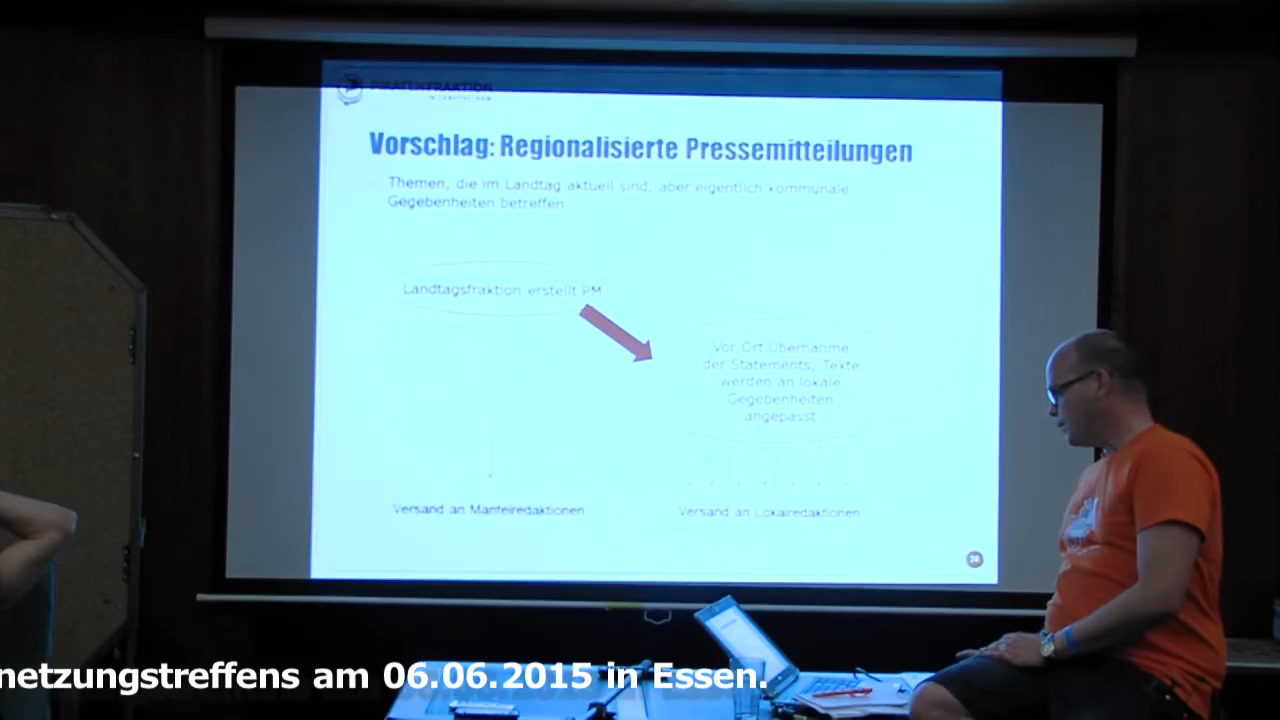 PIRATENFRAKTION
Vorschlag: Regionalisierte Pressemitteilungen
Themen, die im Landtag aktuell sind, aber eigentlich kommunale
Gegebenheiten betreffen
Landtagsfraktion erstellt PM
Vor Ort Übernahme
der Statements, Texte
werden an lokale
Gegebenheiten
angepasst
Versand an Mantelredaktionen
Versand an Lokalredaktionen
netzungstreffens am 06.06.2015 in Essen.